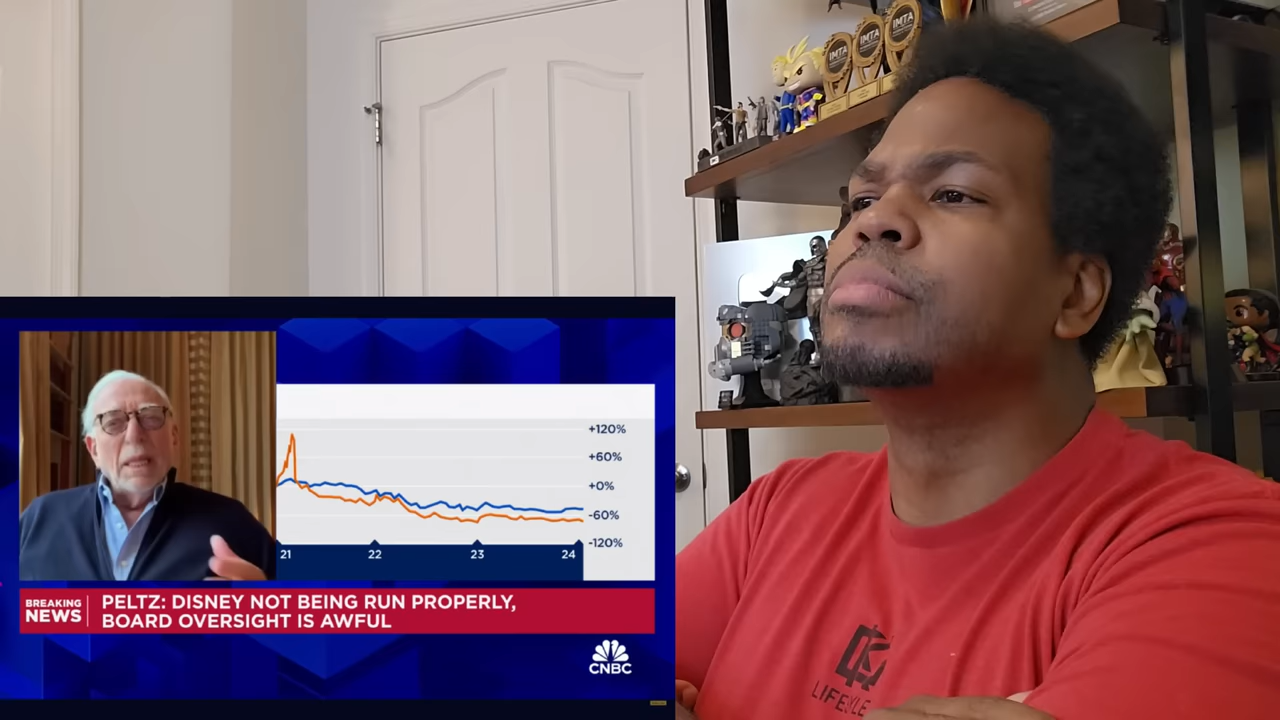 IMTA
IMTA
IMTA
+120%
+60%
+0%
-60%
-120%
21
22
23
24
BREAKING
NEWS
PELTZ: DISNEY NOT BEING RUN PROPERLY,
BOARD OVERSIGHT IS AWFUL
CNBC